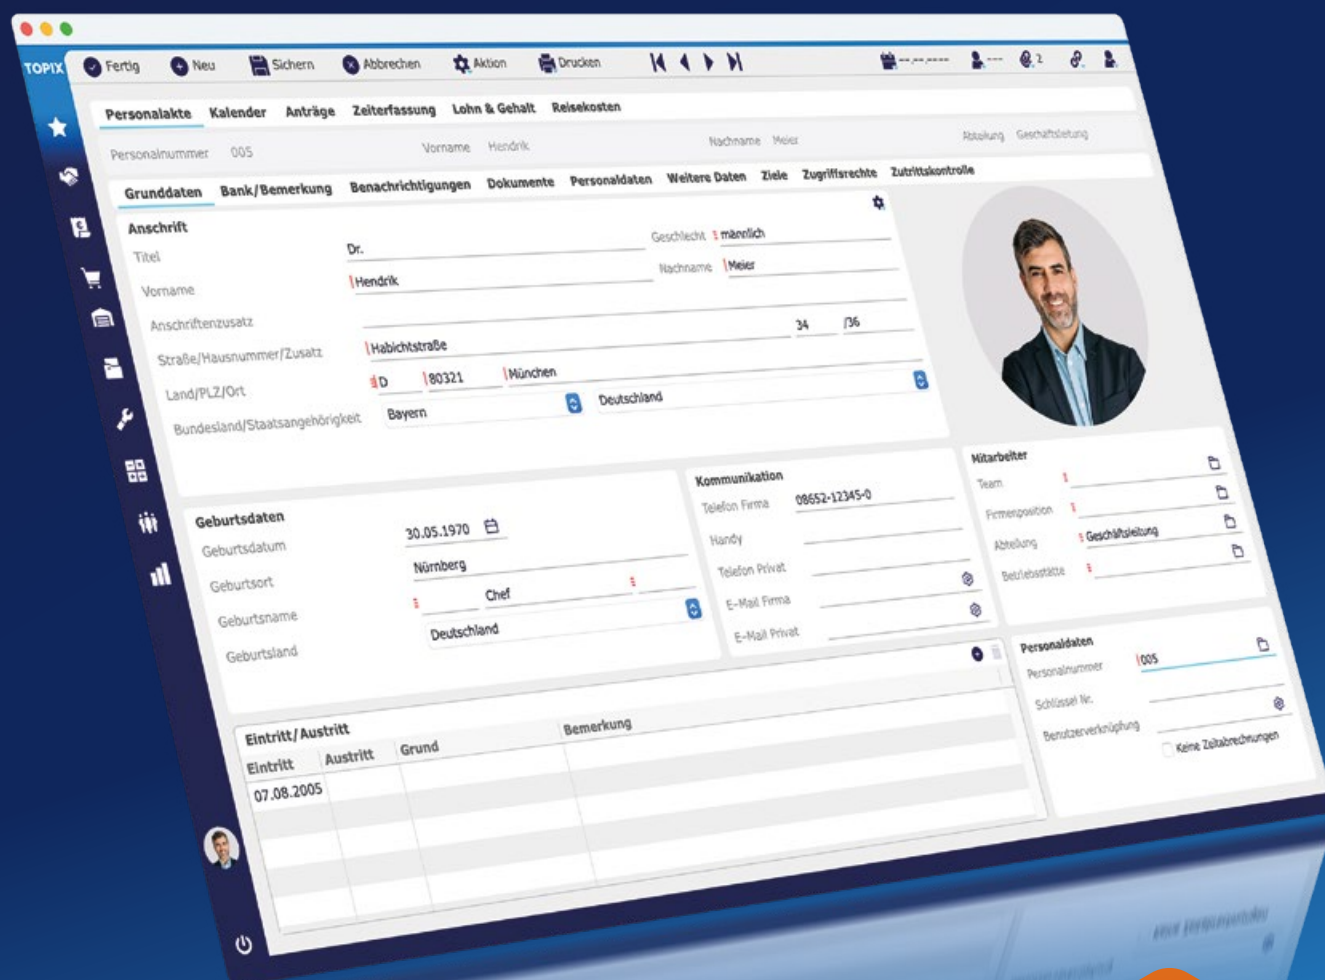 TOPIX
Fertig Neu Sichern Abbrechen Aktion Drucken --.--.---- --- 2
Personalakte Kalender Anträge Zeiterfassung Lohn & Gehalt Reisekosten
Personalnummer 005 Vorname Hendrik Nachname Meier Abteilung Geschäftsleitung
Grunddaten Bank/Bemerkung Benachrichtigungen Dokumente Personaldaten Weitere Daten Ziele Zugriffsrechte Zutrittskontrolle
Anschrift
Titel Dr. Geschlecht männlich
Vorname Hendrik Nachname Meier
Anschriftenzusatz
Straße/Hausnummer/Zusatz Habichtstraße 34 /36
Land/PLZ/Ort D 80321 München
Bundesland/Staatsangehörigkeit Bayern Deutschland
Geburtsdaten
Geburtsdatum 30.05.1970
Geburtsort Nürnberg
Geburtsname Chef
Geburtsland Deutschland
Kommunikation
Telefon Firma 08652-12345-0
Handy
Telefon Privat
E-Mail Firma
E-Mail Privat
Mitarbeiter
Team
Firmenposition
Abteilung Geschäftsleitung
Betriebsstätte
Personaldaten
Personalnummer 005
Schlüssel Nr.
Benutzerverknüpfung
Keine Zeitabrechnungen
Eintritt/Austritt
Eintritt Austritt Grund Bemerkung
07.08.2005